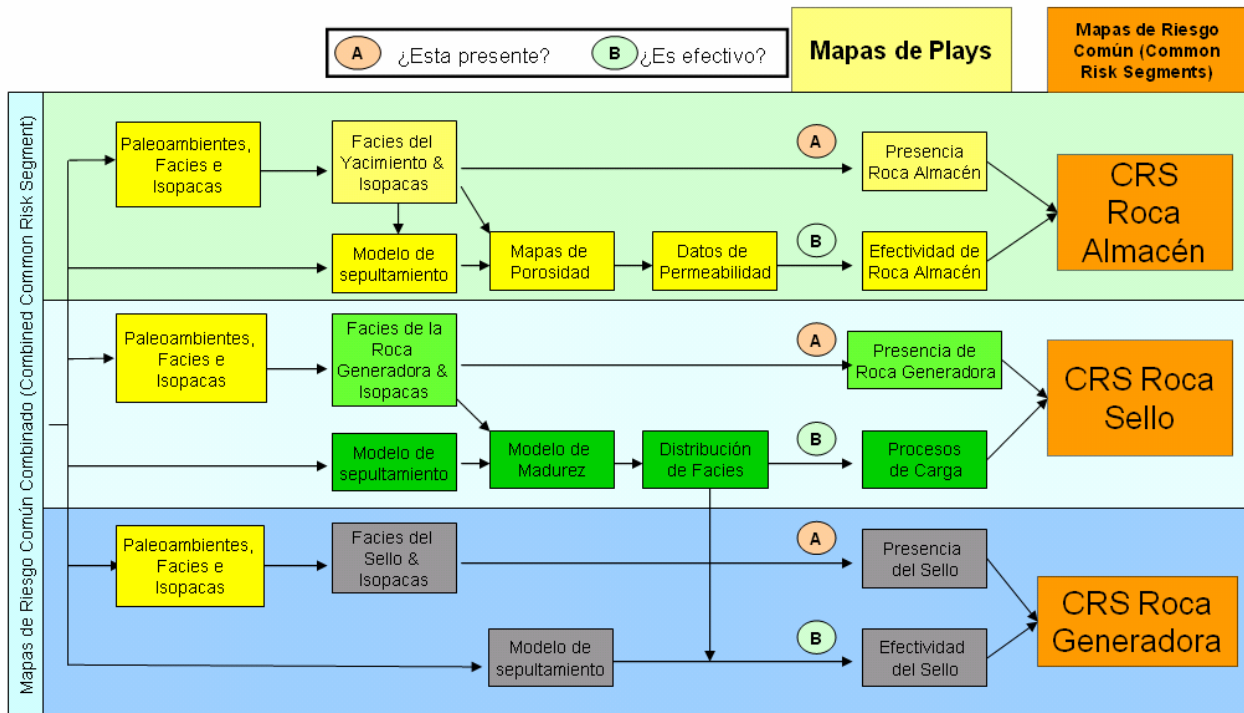 A
¿Esta presente?
B
¿Es efectivo?
Mapas de Plays
Mapas de Riesgo
Común (Common
Risk Segments)
Mapas de Riesgo Común Combinado (Combined Common Risk Segment)
Paleoambientes,
Facies e
Isopacas
Facies del
Yacimiento &
Isopacas
A
Presencia
Roca Almacén
CRS
Roca
Almacén
Modelo de
sepultamiento
Mapas de
Porosidad
Datos de
Permeabilidad
B
Efectividad de
Roca Almacén
Paleoambientes,
Facies e
Isopacas
Facies de la
Roca
Generadora &
Isopacas
A
Presencia de
Roca Generadora
CRS Roca
Sello
Modelo de
sepultamiento
Modelo de
Madurez
Distribución
de Facies
B
Procesos
de Carga
Paleoambientes,
Facies e
Isopacas
Facies del
Sello &
Isopacas
A
Presencia
del Sello
CRS Roca
Generadora
Modelo de
sepultamiento
B
Efectividad
del Sello